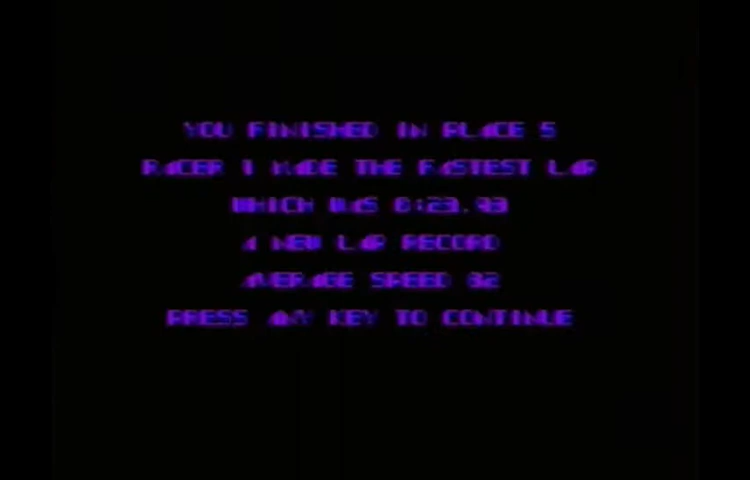 YOU FINISHED IN PLACE 5
RACER 1 MADE THE FASTEST LAP
WHICH WAS 0:23.93
A NEW LAP RECORD
AVERAGE SPEED 82
PRESS ANY KEY TO CONTINUE